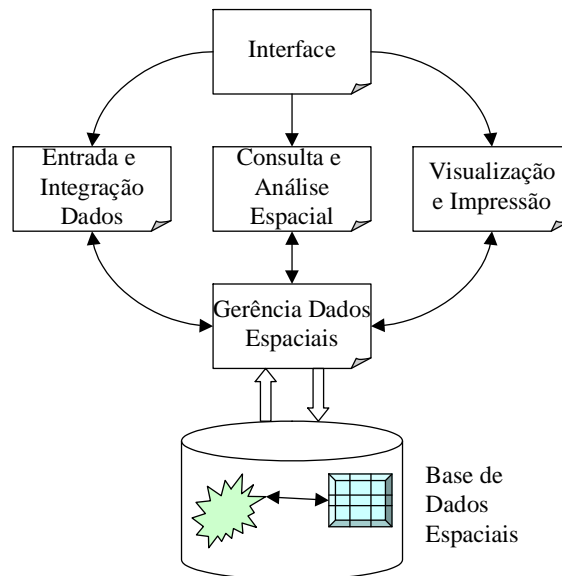 Interface
Entrada e
Integração
Dados
Consulta e
Análise
Espacial
Visualização
e Impressão
Gerência Dados
Espaciais
Base de
Dados
Espaciais